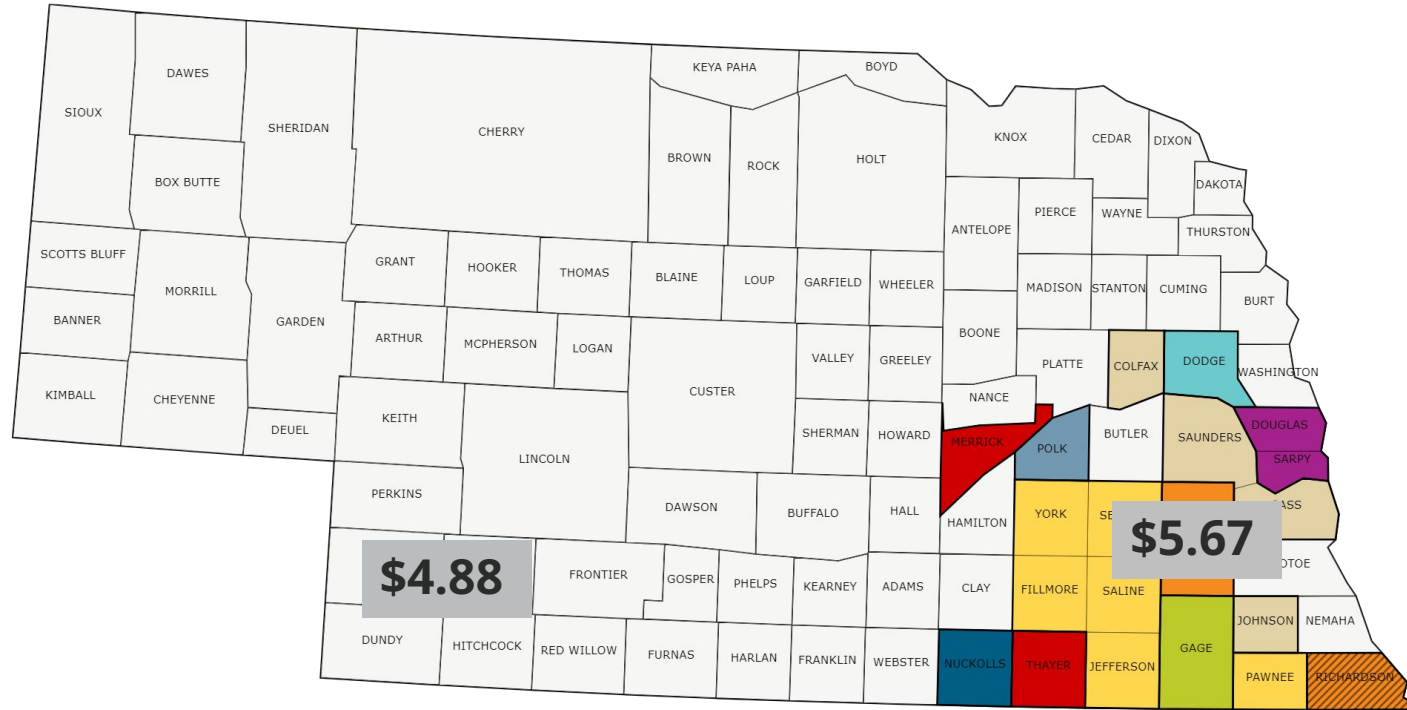 KEYA PAHA
BOYD
DAWES
SIOUX
SHERIDAN
CHERRY
KNOX
CEDAR
DIXON
BROWN
ROCK
HOLT
BOX BUTTE
DAKOTA
PIERCE
WAYNE
ANTELOPE
THURSTON
SCOTTS BLUFF
GRANT
HOOKER
THOMAS
BLAINE
LOUP
GARFIELD
WHEELER
MORRILL
MADISON
STANTON
CUMING
BURT
BANNER
GARDEN
ARTHUR
MCPHERSON
LOGAN
BOONE
VALLEY
GREELEY
PLATTE
COLFAX
DODGE
WASHINGTON
KIMBALL
CHEYENNE
CUSTER
NANCE
KEITH
DEUEL
SHERMAN
HOWARD
MERRICK
POLK
BUTLER
SAUNDERS
DOUGLAS
SARPY
LINCOLN
PERKINS
DAWSON
BUFFALO
HALL
HAMILTON
YORK
SE
ASS
$5.67
$4.88
FRONTIER
GOSPER
PHELPS
KEARNEY
ADAMS
CLAY
FILLMORE
SALINE
OTOE
DUNDY
HITCHCOCK
RED WILLOW
FURNAS
HARLAN
FRANKLIN
WEBSTER
NUCKOLLS
THAYER
JEFFERSON
GAGE
JOHNSON
NEMAHA
PAWNEE
RICHARDSON